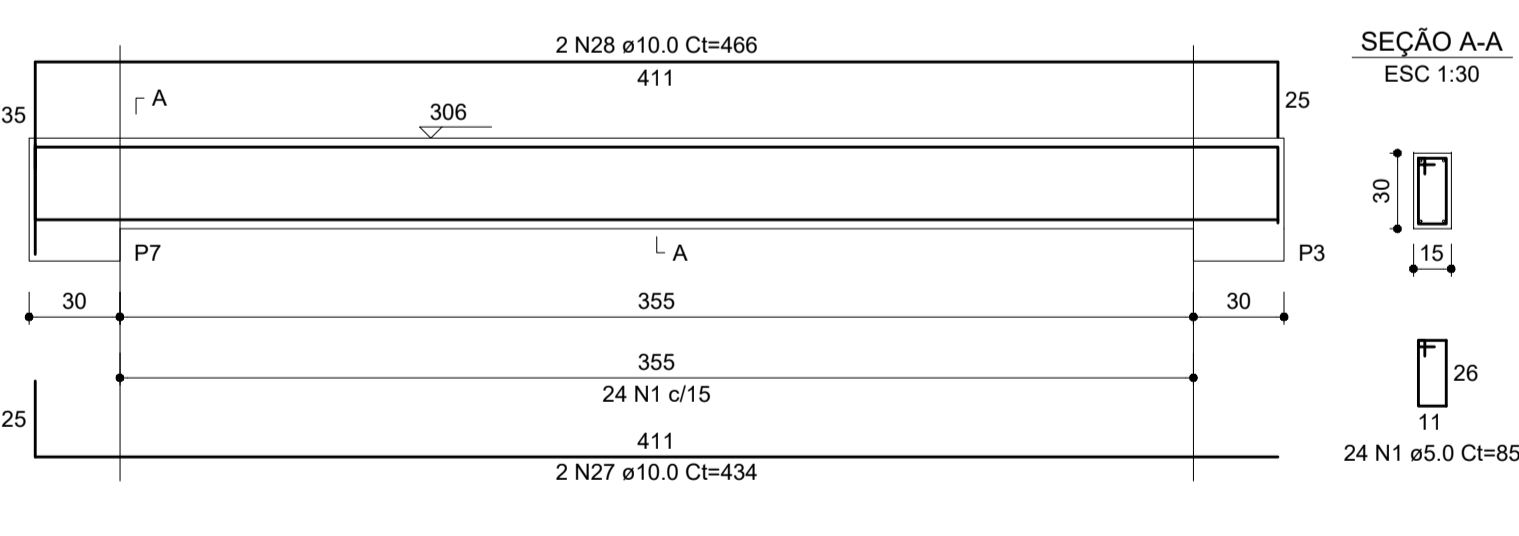 2 N28 ø10.0 Ct=466
411
35
25
A
306
P7
A
P3
30
355
30
355
24 N1 c/15
25
411
2 N27 ø10.0 Ct=434
SEÇÃO A-A
ESC 1:30
30
15
26
11
24 N1 ø5.0 Ct=85